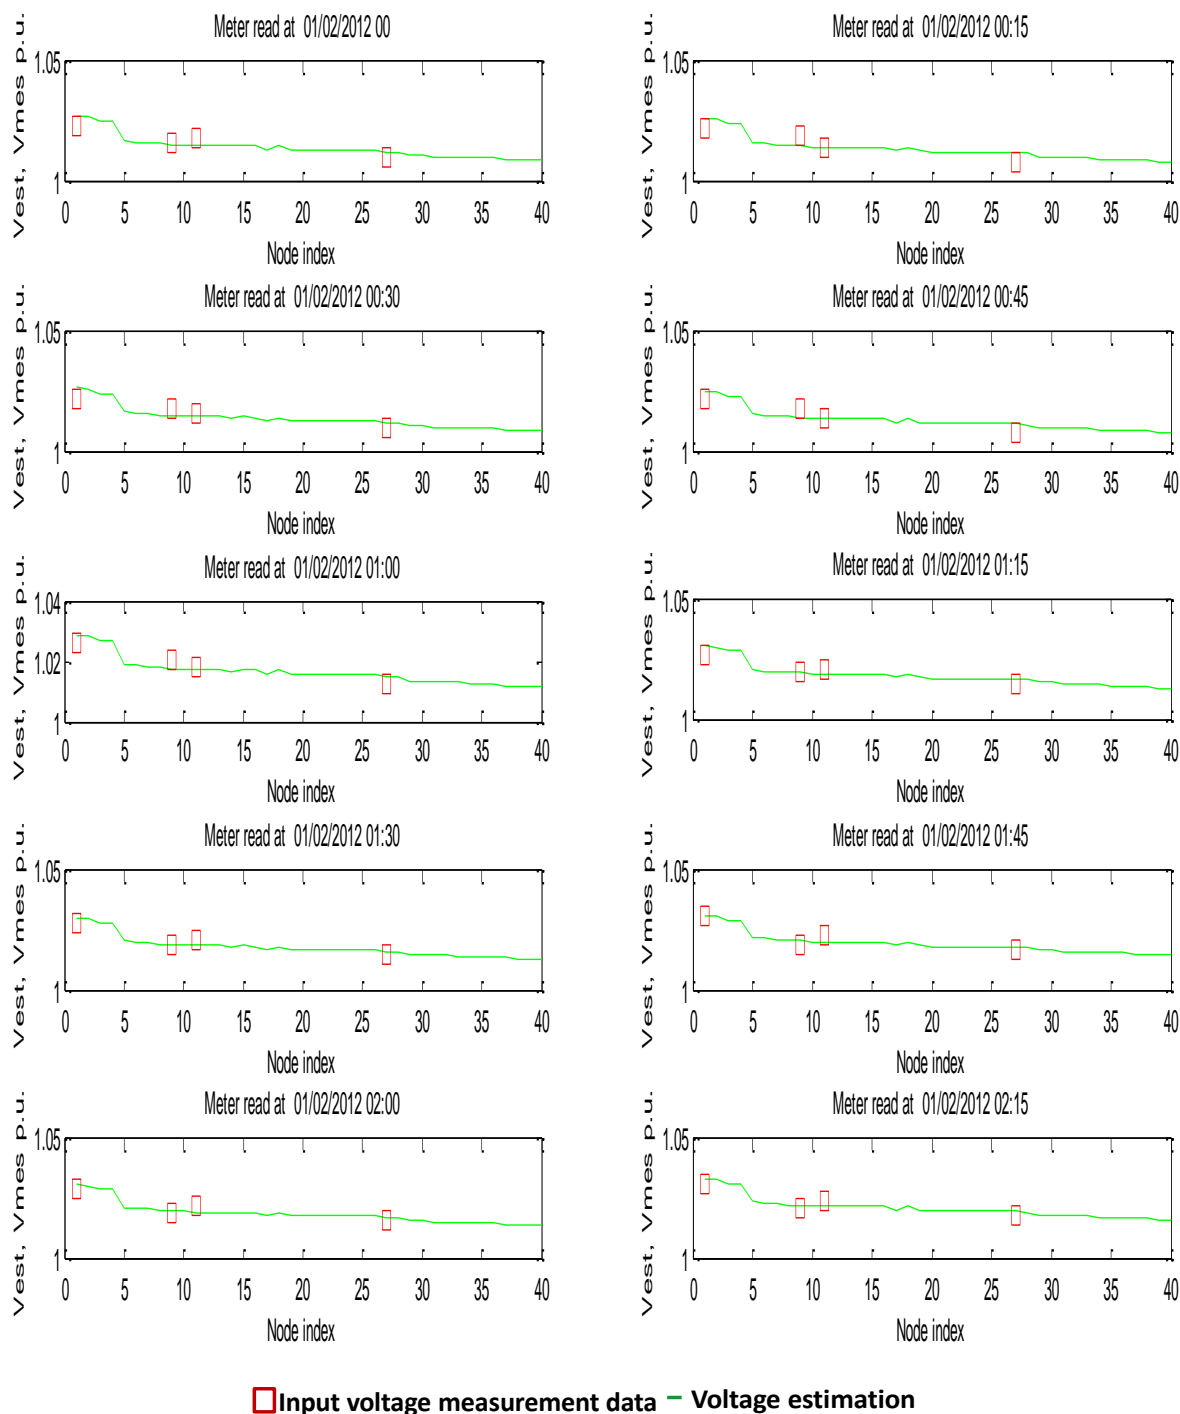 Meter read at 01/02/2012 00
Vest, Vmes p.u.
1.05
1
0 5 10 15 20 25 30 35 40
Node index
Meter read at 01/02/2012 00:15
Vest, Vmes p.u.
1.05
1
0 5 10 15 20 25 30 35 40
Node index
Meter read at 01/02/2012 00:30
Vest, Vmes p.u.
1.05
1
0 5 10 15 20 25 30 35 40
Node index
Meter read at 01/02/2012 00:45
Vest, Vmes p.u.
1.05
1
0 5 10 15 20 25 30 35 40
Node index
Meter read at 01/02/2012 01:00
Vest, Vmes p.u.
1.04
1.02
1
0 5 10 15 20 25 30 35 40
Node index
Meter read at 01/02/2012 01:15
Vest, Vmes p.u.
1.05
1
0 5 10 15 20 25 30 35 40
Node index
Meter read at 01/02/2012 01:30
Vest, Vmes p.u.
1.05
1
0 5 10 15 20 25 30 35 40
Node index
Meter read at 01/02/2012 01:45
Vest, Vmes p.u.
1.05
1
0 5 10 15 20 25 30 35 40
Node index
Meter read at 01/02/2012 02:00
Vest, Vmes p.u.
1.05
1
0 5 10 15 20 25 30 35 40
Node index
Meter read at 01/02/2012 02:15
Vest, Vmes p.u.
1.05
1
0 5 10 15 20 25 30 35 40
Node index
Input voltage measurement data – Voltage estimation